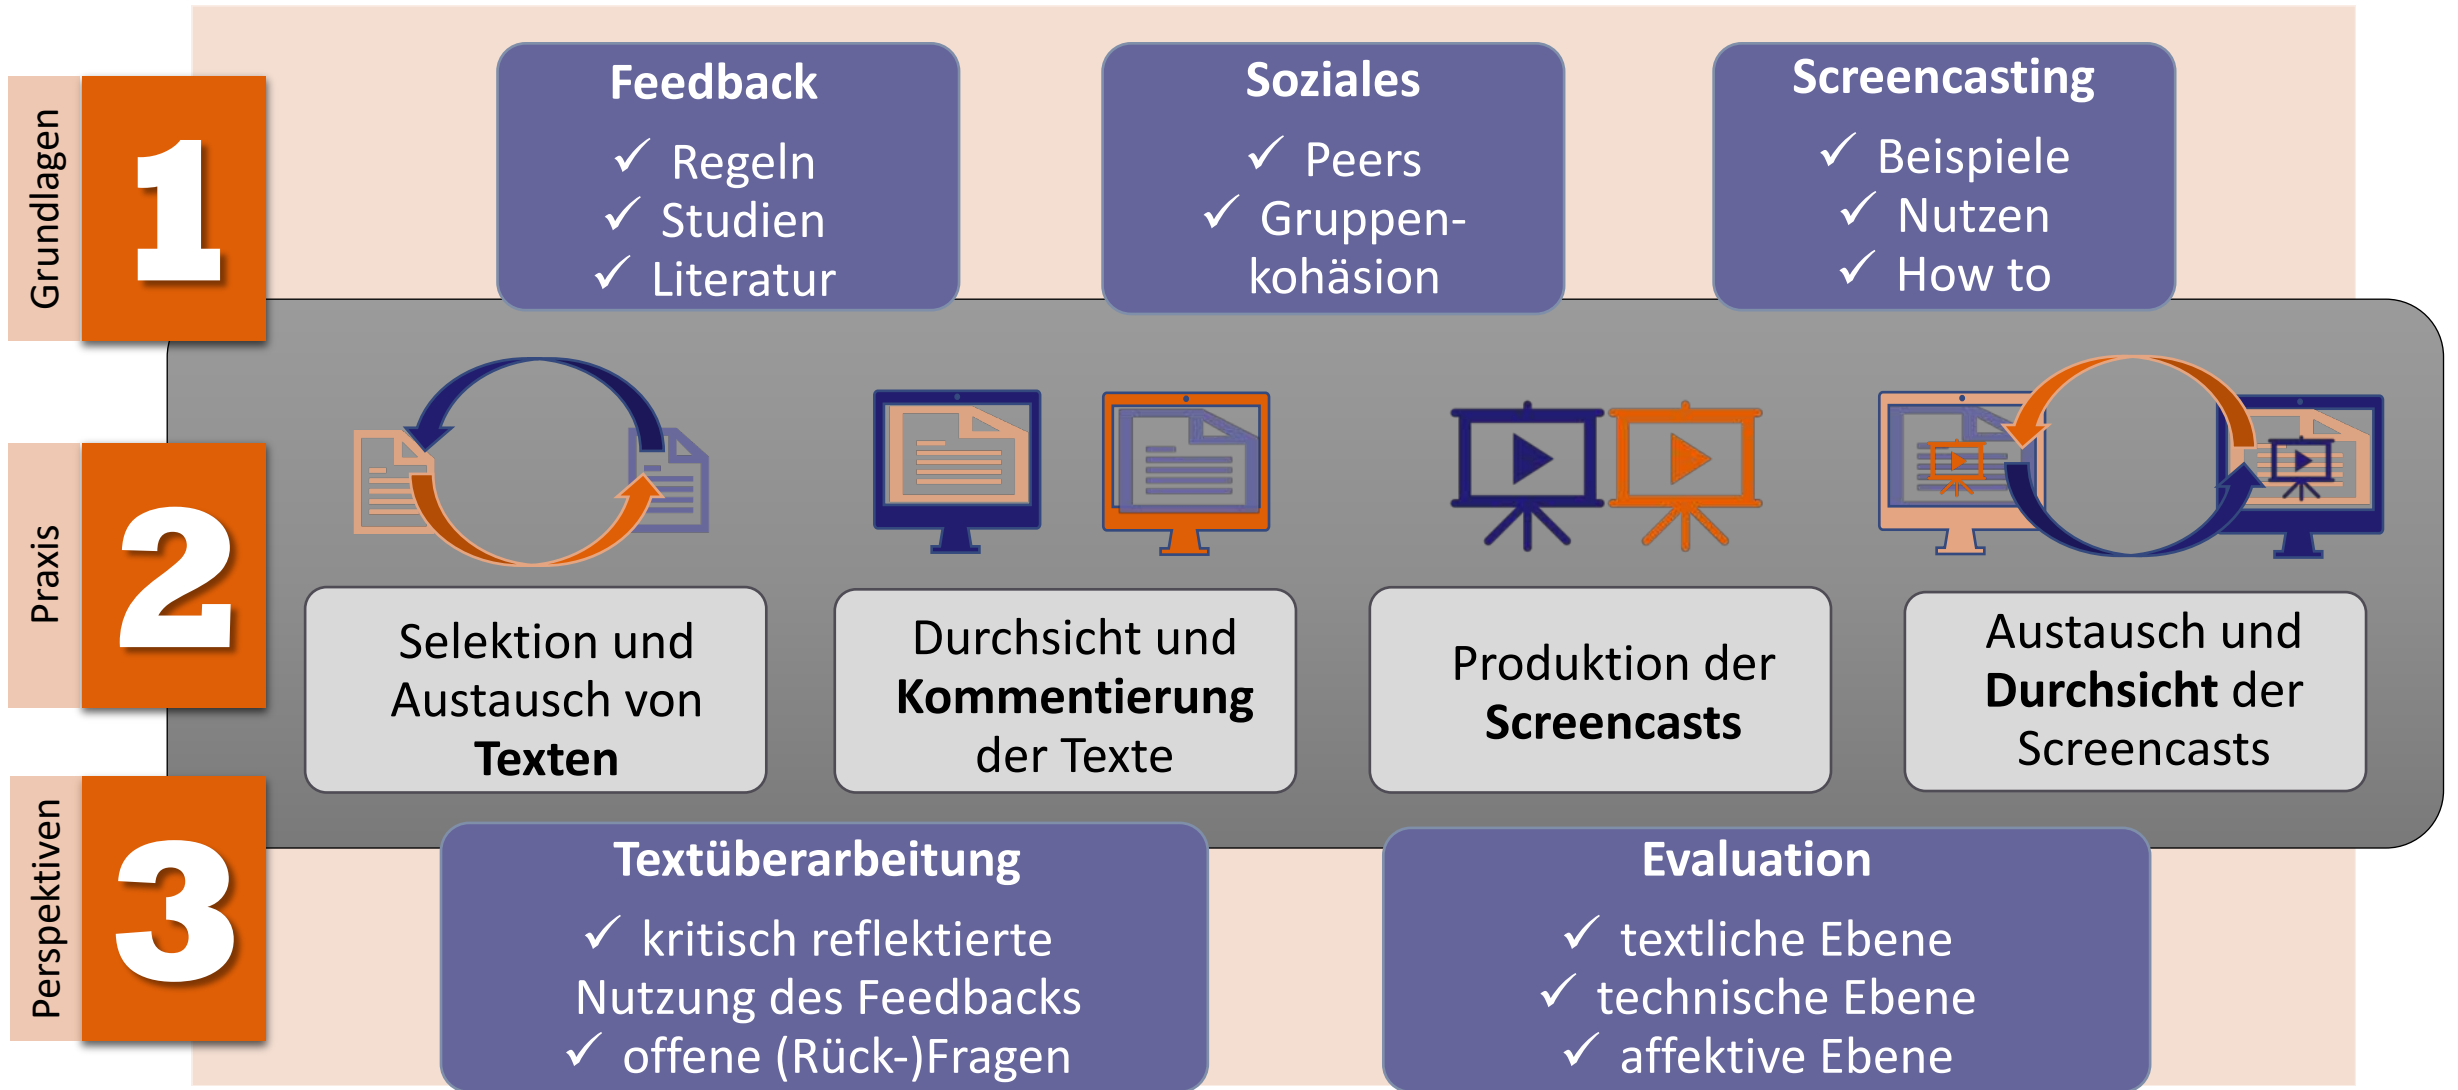 Grundlagen
1
Feedback
✓ Regeln
✓ Studien
✓ Literatur
Soziales
✓ Peers
✓ Gruppen-
kohäsion
Screencasting
✓ Beispiele
✓ Nutzen
✓ How to
Praxis
2
Selektion und
Austausch von
Texten
Durchsicht und
Kommentierung
der Texte
Produktion der
Screencasts
Austausch und
Durchsicht der
Screencasts
Perspektiven
3
Textüberarbeitung
✓ kritisch reflektierte
Nutzung des Feedbacks
✓ offene (Rück-)Fragen
Evaluation
✓ textliche Ebene
✓ technische Ebene
✓ affektive Ebene